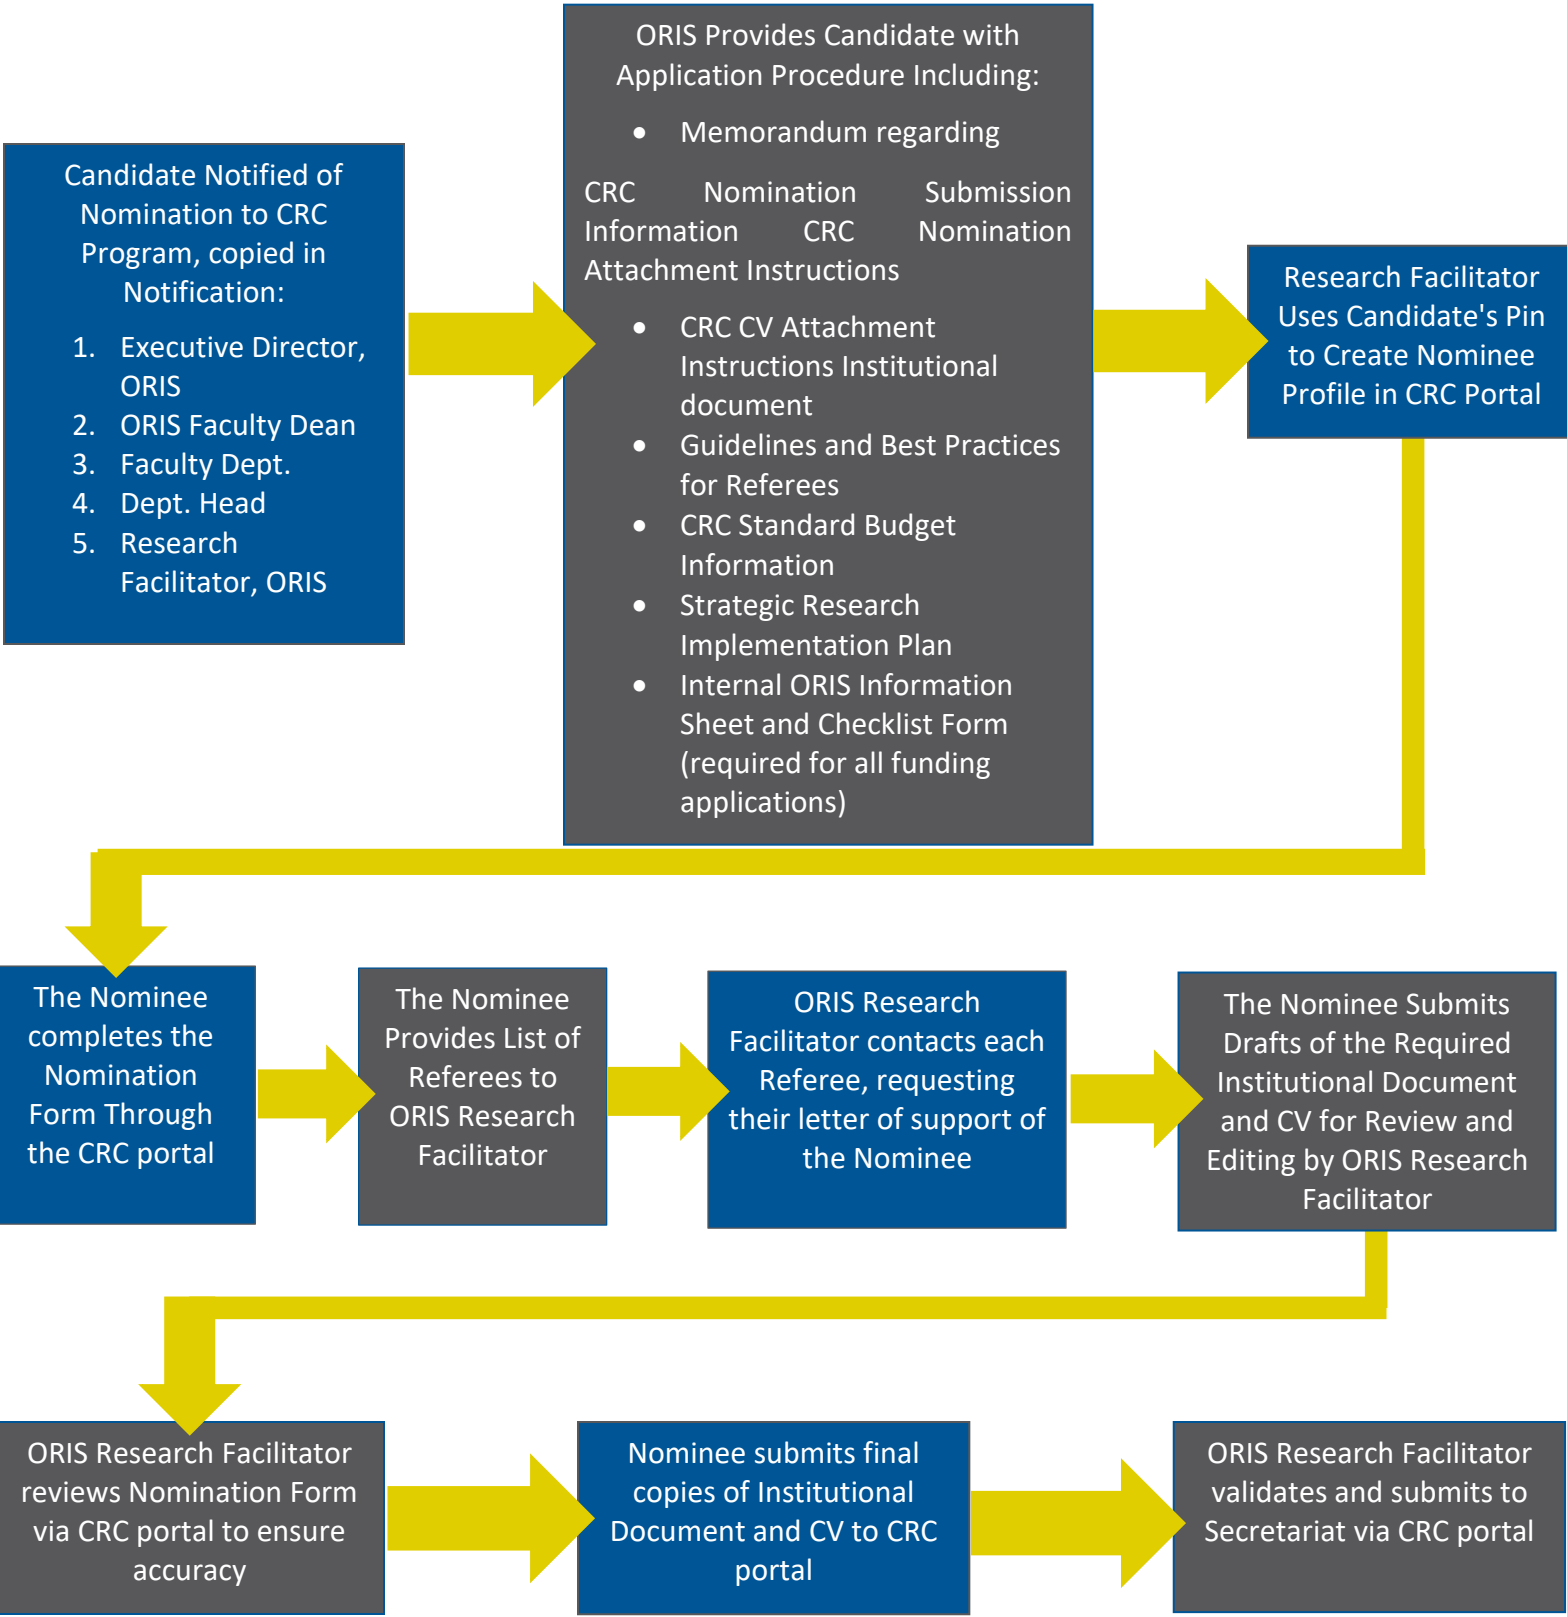 Candidate Notified of
Nomination to CRC
Program, copied in
Notification:
1. Executive Director,
ORIS
2. ORIS Faculty Dean
3. Faculty Dept.
4. Dept. Head
5. Research
Facilitator, ORIS
ORIS Provides Candidate with
Application Procedure Including:
• Memorandum regarding
CRC Nomination Submission
Information CRC Nomination
Attachment Instructions
• CRC CV Attachment
Instructions Institutional
document
• Guidelines and Best Practices
for Referees
• CRC Standard Budget
Information
• Strategic Research
Implementation Plan
• Internal ORIS Information
Sheet and Checklist Form
(required for all funding
applications)
Research Facilitator
Uses Candidate's Pin
to Create Nominee
Profile in CRC Portal
The Nominee
completes the
Nomination
Form Through
the CRC portal
The Nominee
Provides List of
Referees to
ORIS Research
Facilitator
ORIS Research
Facilitator contacts each
Referee, requesting
their letter of support of
the Nominee
The Nominee Submits
Drafts of the Required
Institutional Document
and CV for Review and
Editing by ORIS Research
Facilitator
ORIS Research Facilitator
reviews Nomination Form
via CRC portal to ensure
accuracy
Nominee submits final
copies of Institutional
Document and CV to CRC
portal
ORIS Research Facilitator
validates and submits to
Secretariat via CRC portal